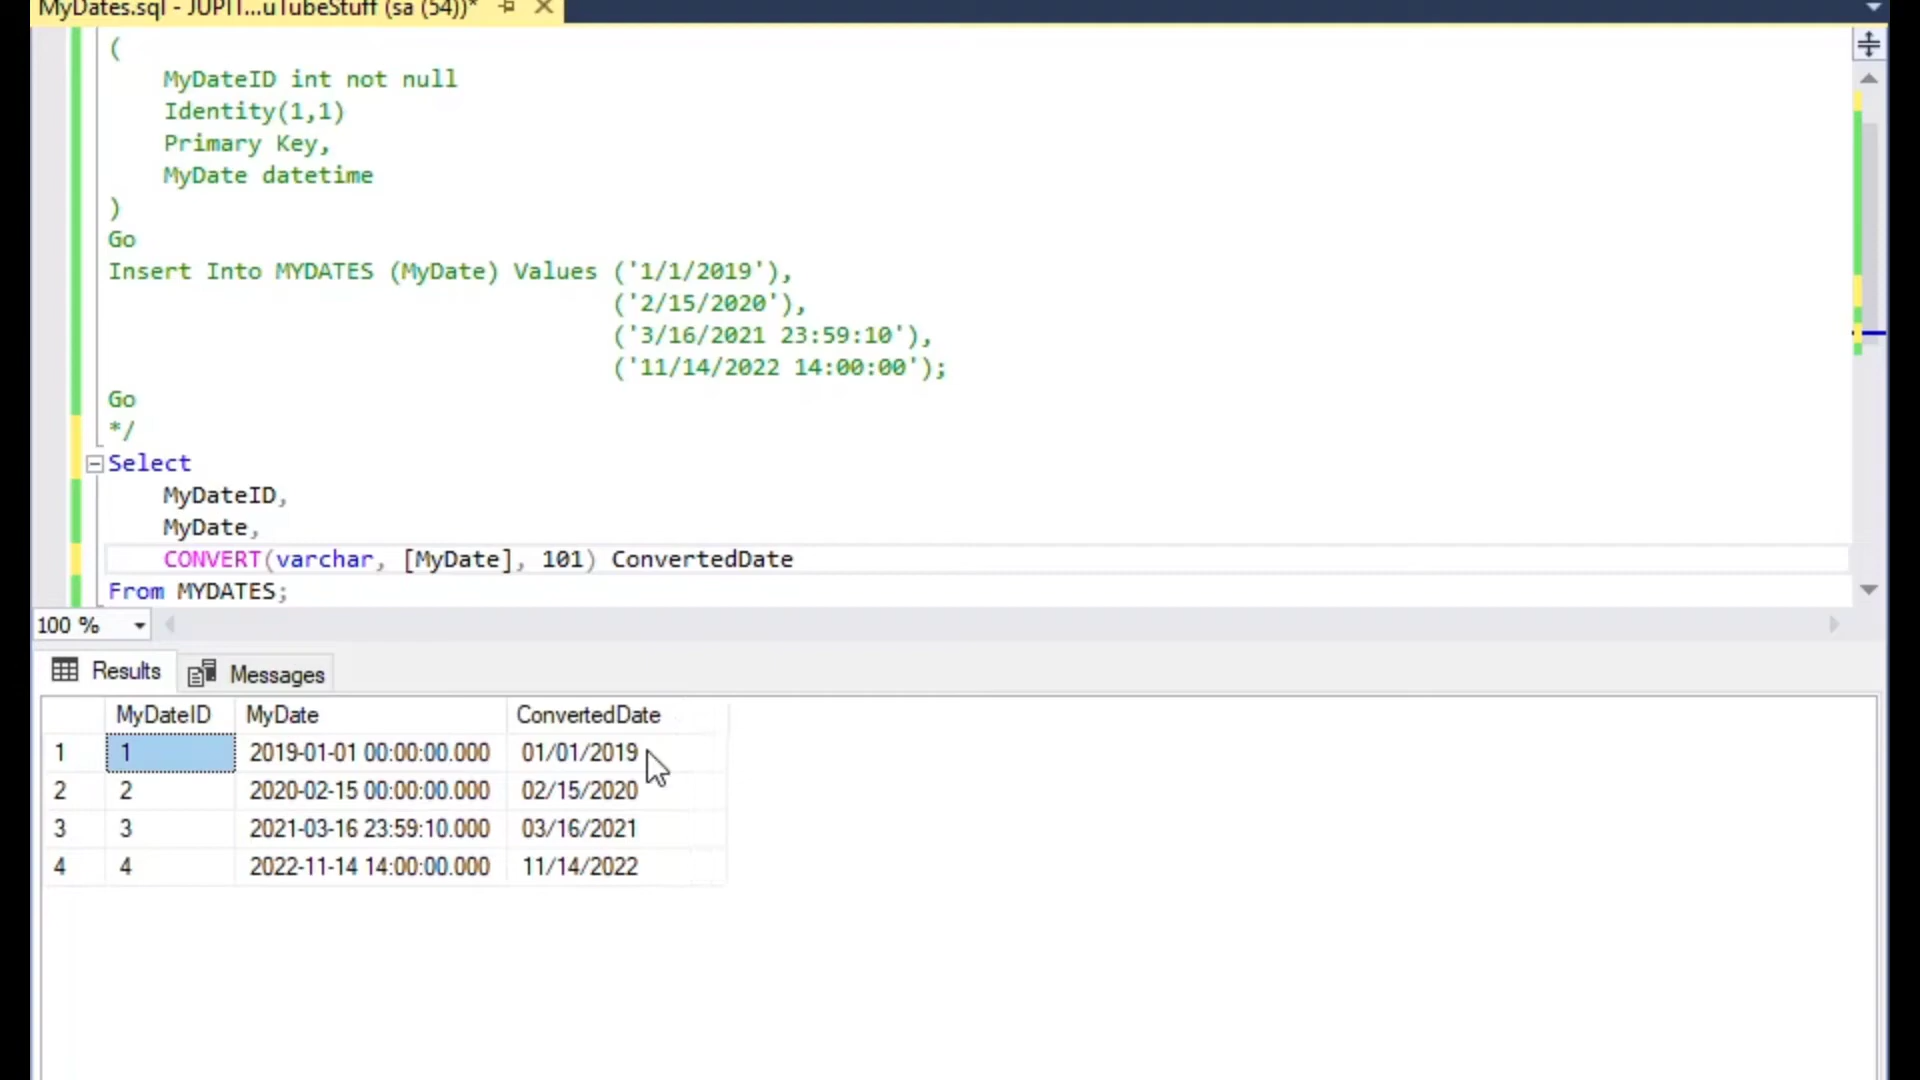 MyDates.sql - JUPIT...uTubeStuff (sa (54))*
(
MyDateID int not null
Identity(1,1)
Primary Key,
MyDate datetime
)
Go
Insert Into MYDATES (MyDate) Values ('1/1/2019'),
('2/15/2020'),
('3/16/2021 23:59:10'),
('11/14/2022 14:00:00');
Go
*/
Select
MyDateID,
MyDate,
CONVERT(varchar, [MyDate], 101) ConvertedDate
From MYDATES;
100 %
Results Messages
MyDateID MyDate ConvertedDate
1 1 2019-01-01 00:00:00.000 01/01/2019
2 2 2020-02-15 00:00:00.000 02/15/2020
3 3 2021-03-16 23:59:10.000 03/16/2021
4 4 2022-11-14 14:00:00.000 11/14/2022